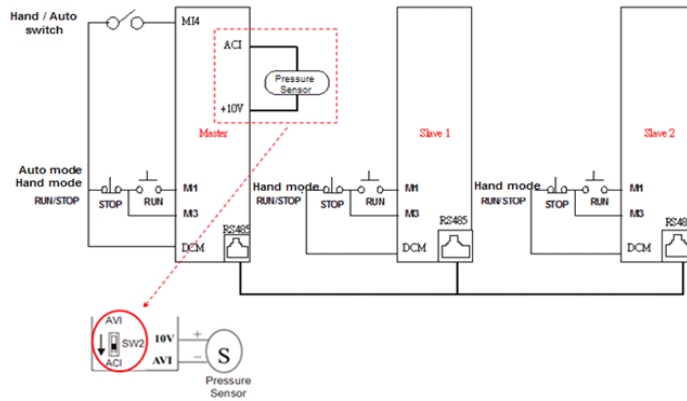 Hand / Auto
switch
MI4
ACI
Pressure
Sensor
+10V
Master
Slave 1
Slave 2
Auto mode
Hand mode
RUN/STOP
STOP
RUN
MI1
MI3
Hand mode
RUN/STOP
STOP
RUN
MI1
MI3
Hand mode
RUN/STOP
STOP
RUN
MI1
MI3
DCM
RS485
DCM
RS485
DCM
RS48
AVI
SW2
ACI
10V
AVI
+
−
S
Pressure
Sensor